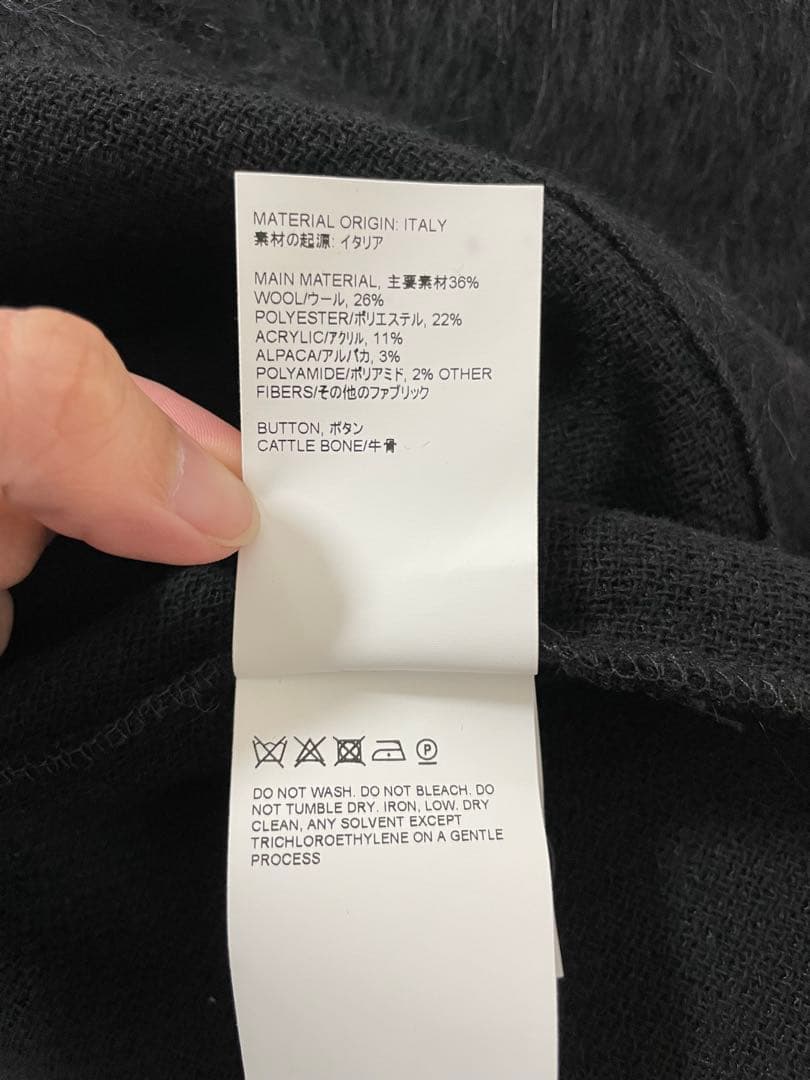 MATERIAL ORIGIN: ITALY
素材の起源: イタリア
MAIN MATERIAL, 主要素材36%
WOOL/ウール, 26%
POLYESTER/ポリエステル, 22%
ACRYLIC/アクリル, 11%
ALPACA/アルパカ, 3%
POLYAMIDE/ポリアミド, 2% OTHER
FIBERS/その他のファブリック
BUTTON, ボタン
CATTLE BONE/牛骨
P
DO NOT WASH. DO NOT BLEACH. DO
NOT TUMBLE DRY. IRON, LOW. DRY
CLEAN, ANY SOLVENT EXCEPT
TRICHLOROETHYLENE ON A GENTLE
PROCESS